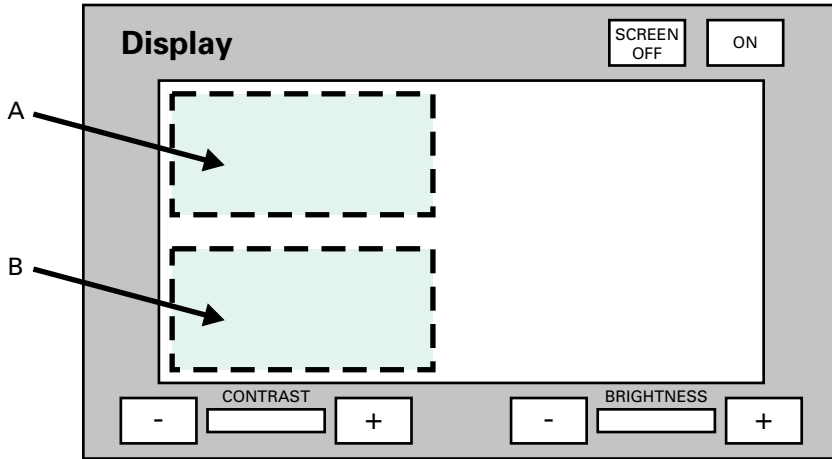 Display
SCREEN
OFF
ON
A
B
CONTRAST
BRIGHTNESS
- +
- +